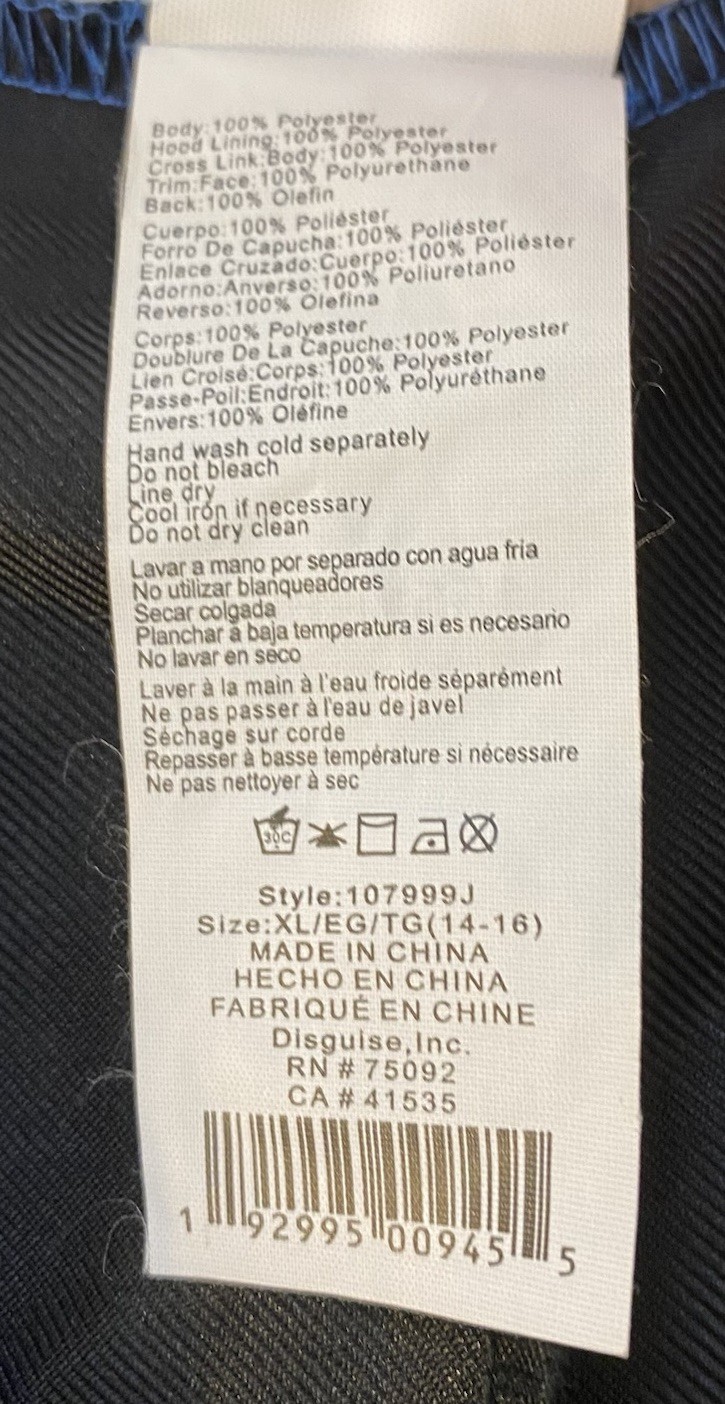 Body:100% Polyester
Hood Lining:100% Polyester
Cross Link:Body:100% Polyester
Trim:Face:100% Polyurethane
Back:100% Olefin
Cuerpo:100% Poliéster
Forro De Capucha:100% Poliéster
Enlace Cruzado:Cuerpo:100% Poliéster
Adorno:Anverso:100% Poliuretano
Reverso:100% Olefina
Corps:100% Polyester
Doublure De La Capuche:100% Polyester
Lien Croisé:Corps:100% Polyester
Passe-Poil:Endroit:100% Polyuréthane
Envers:100% Oléfine
Hand wash cold separately
Do not bleach
Line dry
Cool iron if necessary
Do not dry clean
Lavar a mano por separado con agua fria
No utilizar blanqueadores
Secar colgada
Planchar a baja temperatura si es necesario
No lavar en seco
Laver à la main à l'eau froide séparément
Ne pas passer à l'eau de javel
Séchage sur corde
Repasser à basse température si nécessaire
Ne pas nettoyer à sec
30C
Style:107999J
Size:XL/EG/TG(14-16)
MADE IN CHINA
HECHO EN CHINA
FABRIQUÉ EN CHINE
Disguise,Inc.
RN # 75092
CA # 41535
1 92995 00945 5